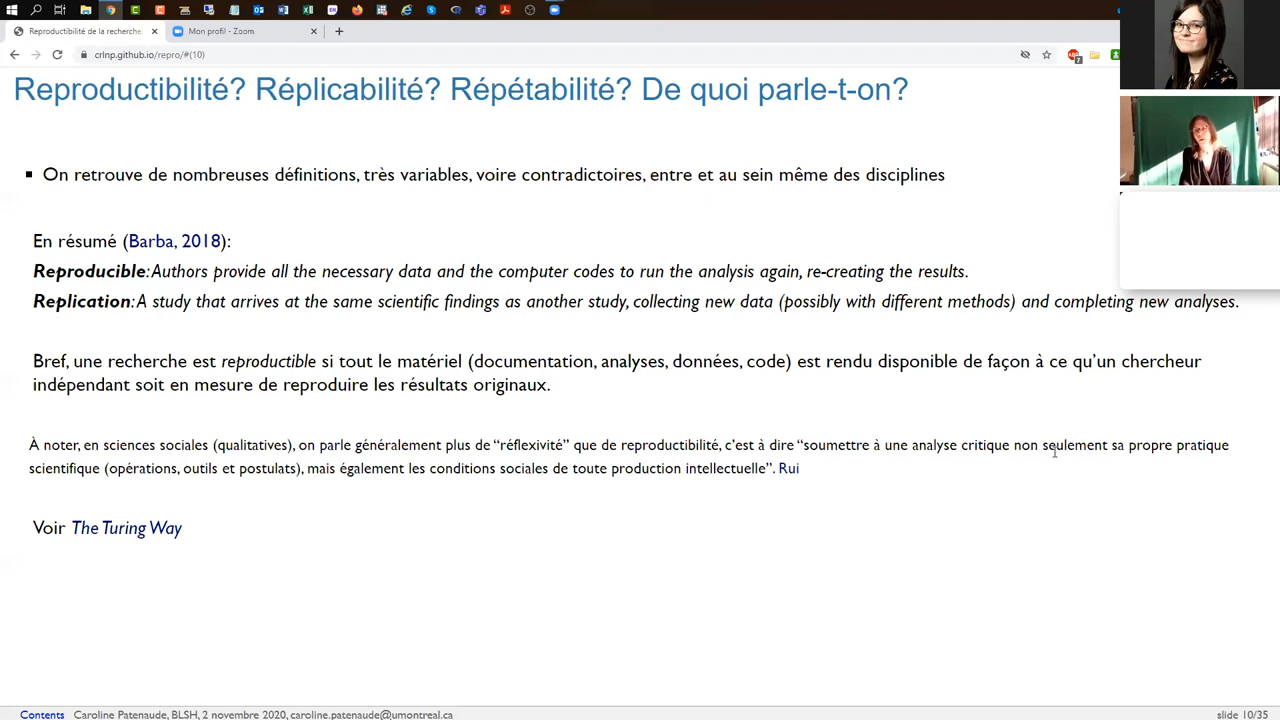 Reproductibilité de la recherche
Mon profil - Zoom
crlnp.github.io/repro/#(10)
Reproductibilité? Réplicabilité? Répétabilité? De quoi parle-t-on?
On retrouve de nombreuses définitions, très variables, voire contradictoires, entre et au sein même des disciplines
En résumé (Barba, 2018):
Reproducible:Authors provide all the necessary data and the computer codes to run the analysis again, re-creating the results.
Replication:A study that arrives at the same scientific findings as another study, collecting new data (possibly with different methods) and completing new analyses.
Bref, une recherche est reproductible si tout le matériel (documentation, analyses, données, code) est rendu disponible de façon à ce qu'un chercheur
indépendant soit en mesure de reproduire les résultats originaux.
À noter, en sciences sociales (qualitatives), on parle généralement plus de “réflexivité” que de reproductibilité, c'est à dire “soumettre à une analyse critique non seulement sa propre pratique
scientifique (opérations, outils et postulats), mais également les conditions sociales de toute production intellectuelle”. Rui
Voir The Turing Way
Contents Caroline Patenaude, BLSH, 2 novembre 2020, caroline.patenaude@umontreal.ca slide 10/35